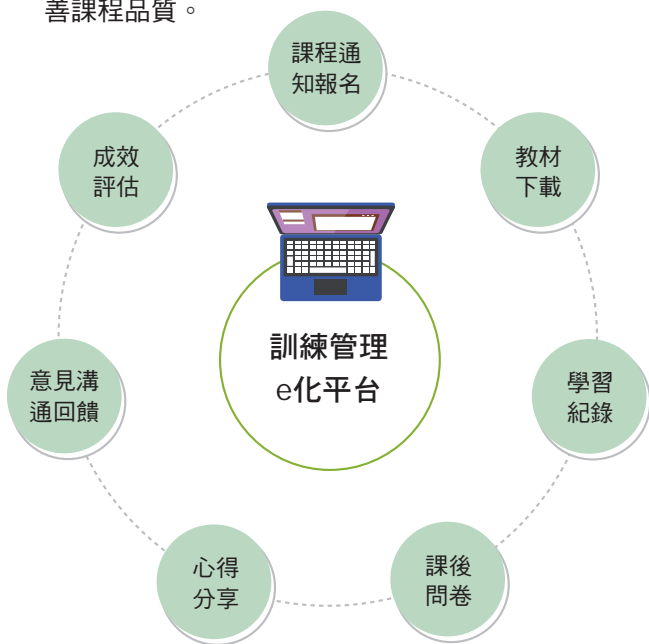 善課程品質。
課程通
知報名
教材
下載
學習
紀錄
課後
問卷
心得
分享
意見溝
通回饋
成效
評估
訓練管理
e化平台